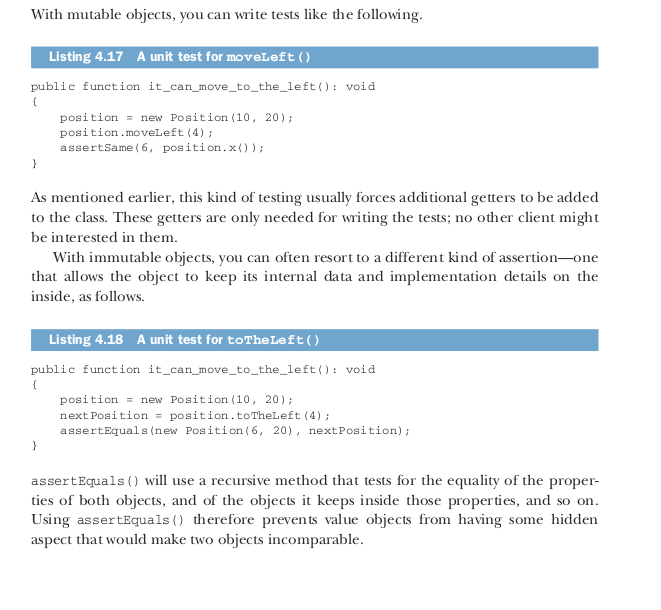 With mutable objects, you can write tests like the following.
Listing 4.17 A unit test for moveLeft()
public function it_can_move_to_the_left(): void
{
    position = new Position(10, 20);
    position.moveLeft(4);
    assertSame(6, position.x());
}
As mentioned earlier, this kind of testing usually forces additional getters to be added
to the class. These getters are only needed for writing the tests; no other client might
be interested in them.
With immutable objects, you can often resort to a different kind of assertion—one
that allows the object to keep its internal data and implementation details on the
inside, as follows.
Listing 4.18 A unit test for toTheLeft()
public function it_can_move_to_the_left(): void
{
    position = new Position(10, 20);
    nextPosition = position.toTheLeft(4);
    assertEquals(new Position(6, 20), nextPosition);
}
assertEquals() will use a recursive method that tests for the equality of the proper-
ties of both objects, and of the objects it keeps inside those properties, and so on.
Using assertEquals() therefore prevents value objects from having some hidden
aspect that would make two objects incomparable.